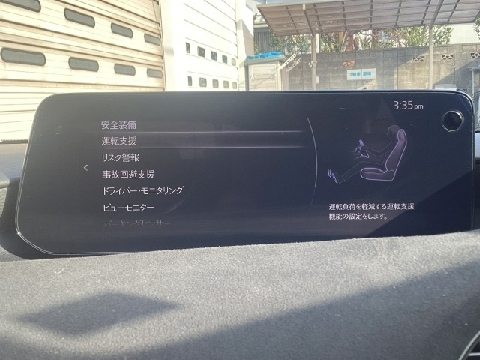 3:35 pm
安全装備
運転支援
リスク警報
事故回避支援
ドライバー・モニタリング
ビューモニター
運転負荷を軽減する運転支援
機能の設定をします。